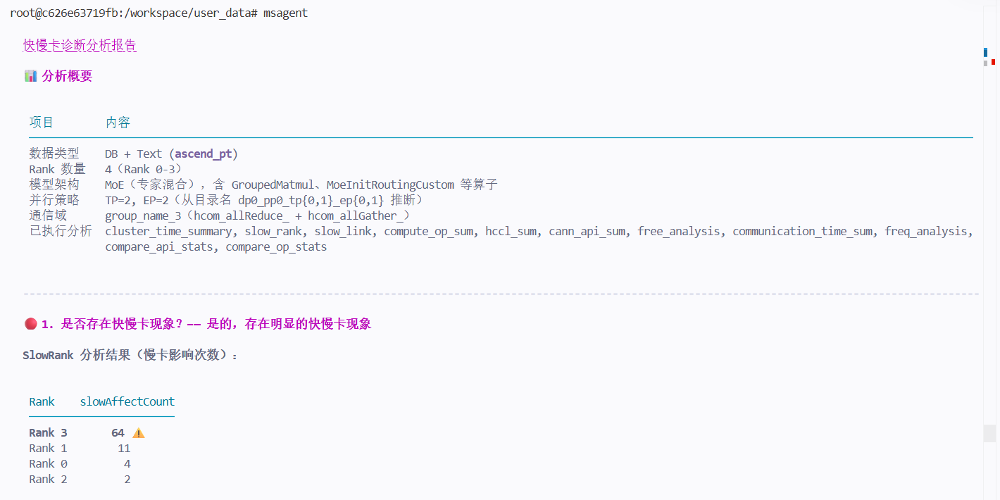 root@c626e63719fb:/workspace/user_data# msagent
快慢卡诊断分析报告
📊 分析概要
项目 内容
数据类型 DB + Text (ascend_pt)
Rank 数量 4（Rank 0-3）
模型架构 MoE（专家混合），含 GroupedMatmul、MoeInitRoutingCustom 等算子
并行策略 TP=2, EP=2（从目录名 dp0_pp0_tp{0,1}_ep{0,1} 推断）
通信域 group_name_3（hcom_allReduce_ + hcom_allGather_）
已执行分析 cluster_time_summary, slow_rank, slow_link, compute_op_sum, hccl_sum, cann_api_sum, free_analysis, communication_time_sum, freq_analysis,
compare_api_stats, compare_op_stats
🔴 1. 是否存在快慢卡现象？—— 是的，存在明显的快慢卡现象
SlowRank 分析结果（慢卡影响次数）：
Rank slowAffectCount
Rank 3 64 ⚠️
Rank 1 11
Rank 0 4
Rank 2 2